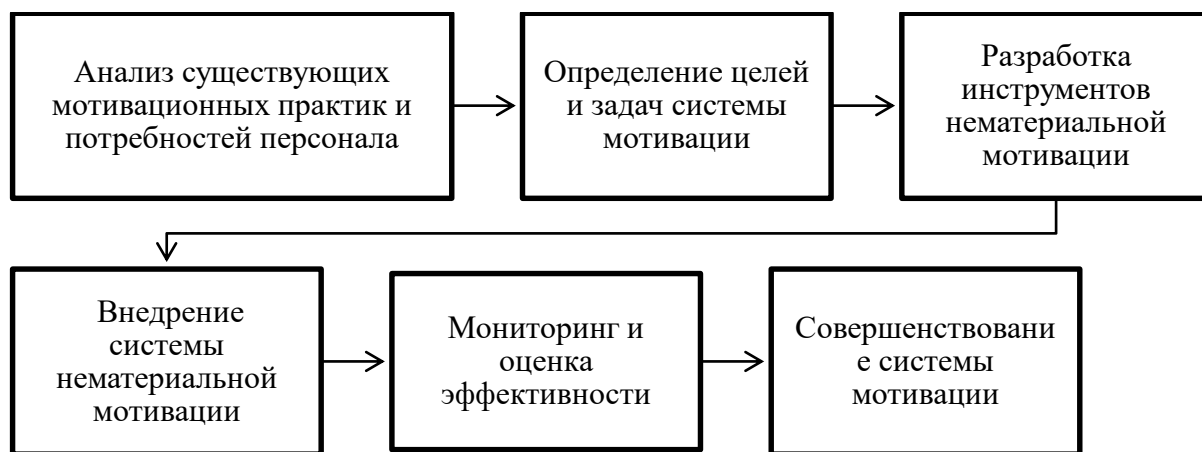 Анализ существующих
мотивационных практик и
потребностей персонала
Определение целей
и задач системы
мотивации
Разработка
инструментов
нематериальной
мотивации
Внедрение
системы
нематериальной
мотивации
Мониторинг и
оценка
эффективности
Совершенствовани
е системы
мотивации